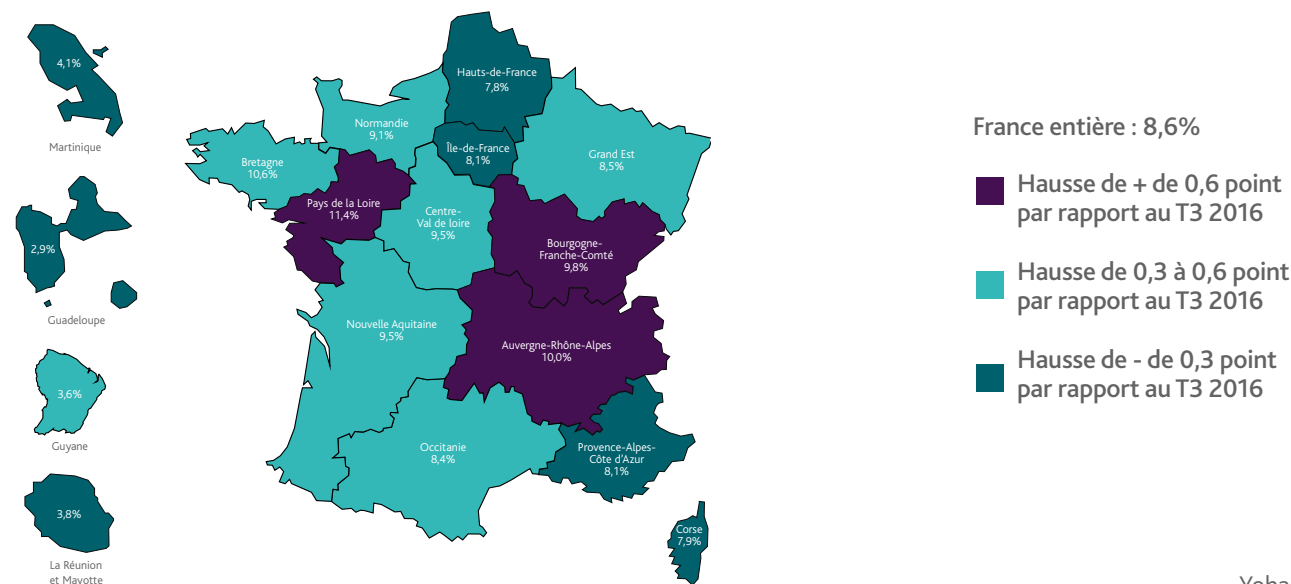 4,1%
Martinique
2,9%
Guadeloupe
3,6%
Guyane
3,8%
La Réunion
et Mayotte
Hauts-de-France
7,8%
Normandie
9,1%
Île-de-France
8,1%
Grand Est
8,5%
Bretagne
10,6%
Pays de la Loire
11,4%
Centre-
Val de loire
9,5%
Bourgogne-
Franche-Comté
9,8%
Nouvelle Aquitaine
9,5%
Auvergne-Rhône-Alpes
10,0%
Occitanie
8,4%
Provence-Alpes-
Côte d'Azur
8,1%
Corse
7,9%
France entière : 8,6%
Hausse de + de 0,6 point
par rapport au T3 2016
Hausse de 0,3 à 0,6 point
par rapport au T3 2016
Hausse de - de 0,3 point
par rapport au T3 2016